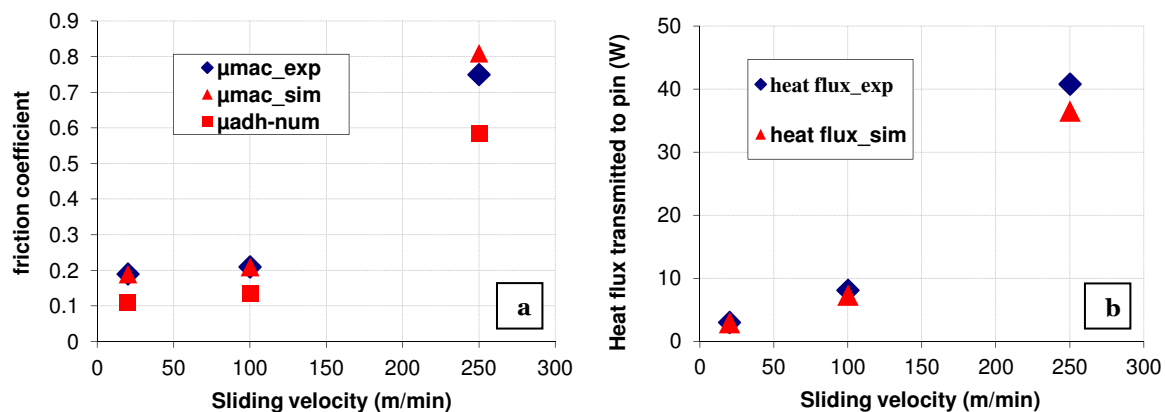 friction coefficient
0.9
0.8
0.7
0.6
0.5
0.4
0.3
0.2
0.1
0
µmac_exp
µmac_sim
µadh-num
a
0 50 100 150 200 250 300
Sliding velocity (m/min)
Heat flux transmitted to pin (W)
50
40
30
20
10
0
heat flux_exp
heat flux_sim
b
0 50 100 150 200 250 300
Sliding velocity (m/min)